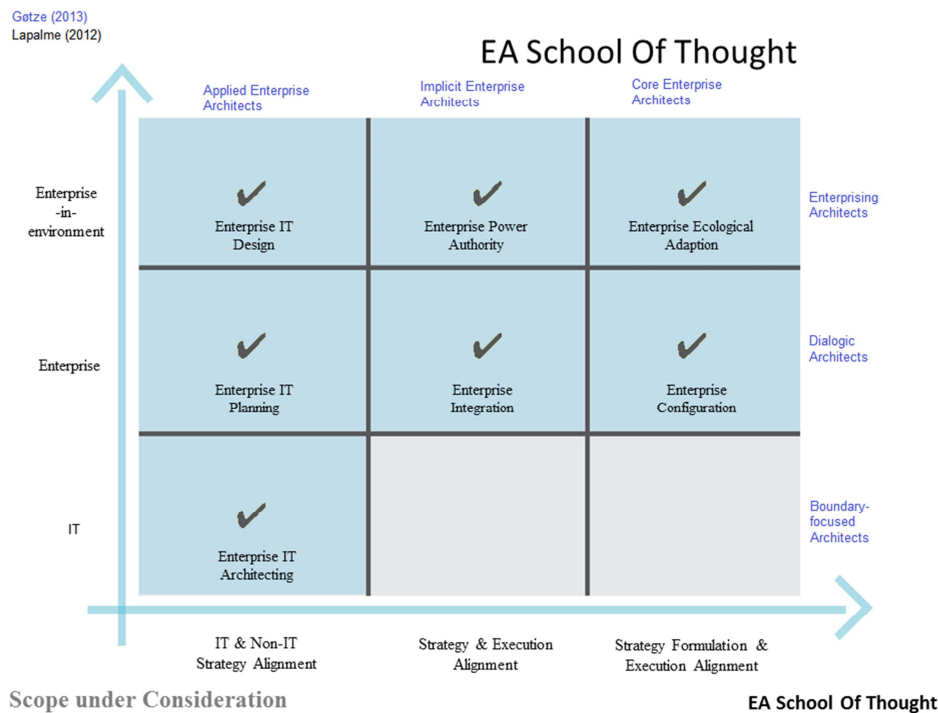 Gøtze (2013)
Lapalme (2012)
EA School Of Thought
Applied Enterprise
Architects
Implicit Enterprise
Architects
Core Enterprise
Architects
Enterprise
-in-
environment
Enterprise IT
Design
Enterprise Power
Authority
Enterprise Ecological
Adaption
Enterprising
Architects
Enterprise
Enterprise IT
Planning
Enterprise
Integration
Enterprise
Configuration
Dialogic
Architects
IT
Enterprise IT
Architecting
Boundary-
focused
Architects
IT & Non-IT
Strategy Alignment
Strategy & Execution
Alignment
Strategy Formulation &
Execution Alignment
Scope under Consideration
EA School Of Thought